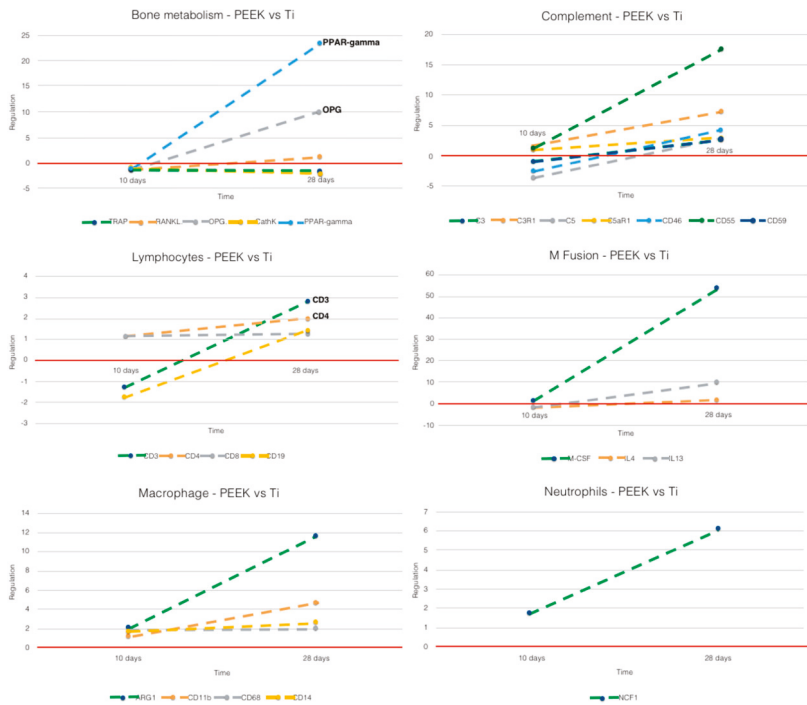 Bone metabolism - PEEK vs Ti
25
20
15
10
5
0
-5
Regulation
PPAR-gamma
OPG
10 days
28 days
Time
TRAP RANKL OPG CathK PPAR-gamma
Complement - PEEK vs Ti
20
15
10
5
0
-5
Regulation
10 days
28 days
Time
C3 C3R1 C5 C5aR1 CD46 CD55 CD59
Lymphocytes - PEEK vs Ti
4
3
2
1
0
-1
-2
-3
Regulation
CD3
CD4
10 days
28 days
Time
CD3 CD4 CD8 CD19
M Fusion - PEEK vs Ti
60
50
40
30
20
10
0
-10
Regulation
10 days
28 days
Time
M-CSF IL4 IL13
Macrophage - PEEK vs Ti
14
12
10
8
6
4
2
0
Regulation
10 days
28 days
Time
ARG1 CD11b CD68 CD14
Neutrophils - PEEK vs Ti
7
6
5
4
3
2
1
0
Regulation
10 days
28 days
Time
NCF1